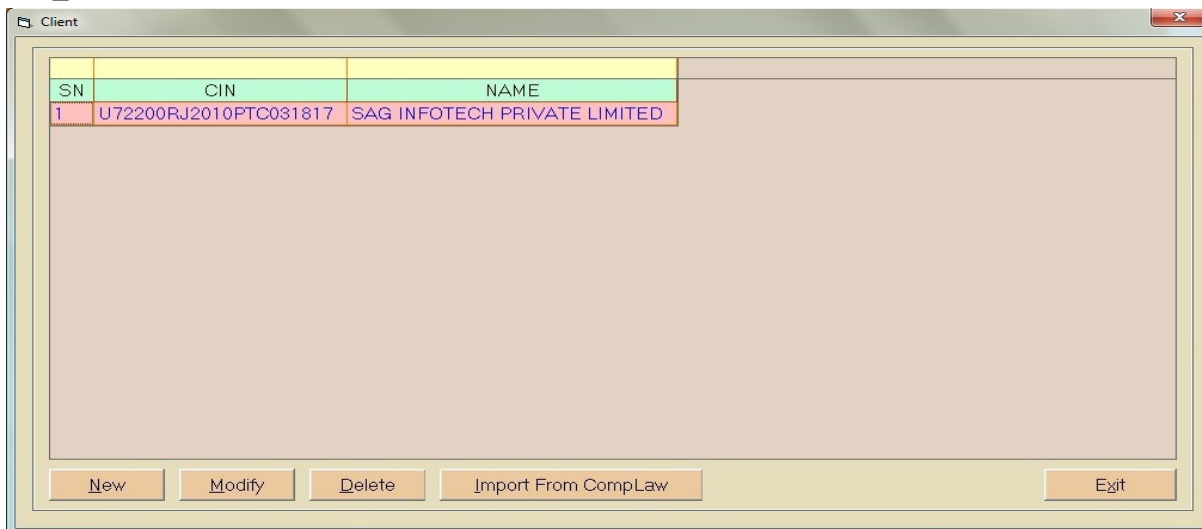 Client
SN CIN NAME
1 U72200RJ2010PTC031817 SAG INFOTECH PRIVATE LIMITED
New Modify Delete Import From CompLaw Exit